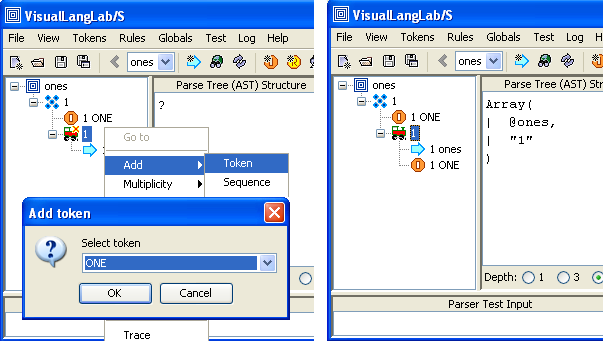 VisualLangLab/S
File View Tokens Rules Globals Test Log
ones
ones
1
1 ONE
1
1
Parse Tree (AST) Structure
?
Go to
Add
Token
Multiplicity
Sequence
Add token
Select token
ONE
OK
Cancel
Trace
VisualLangLab/S
File View Tokens Rules Globals Test Log H
ones
ones
1
1 ONE
1
1 ones
1 ONE
Parse Tree (AST) Structure
Array(
| @ones,
| "1"
)
Depth: 1 3
Parser Test Input